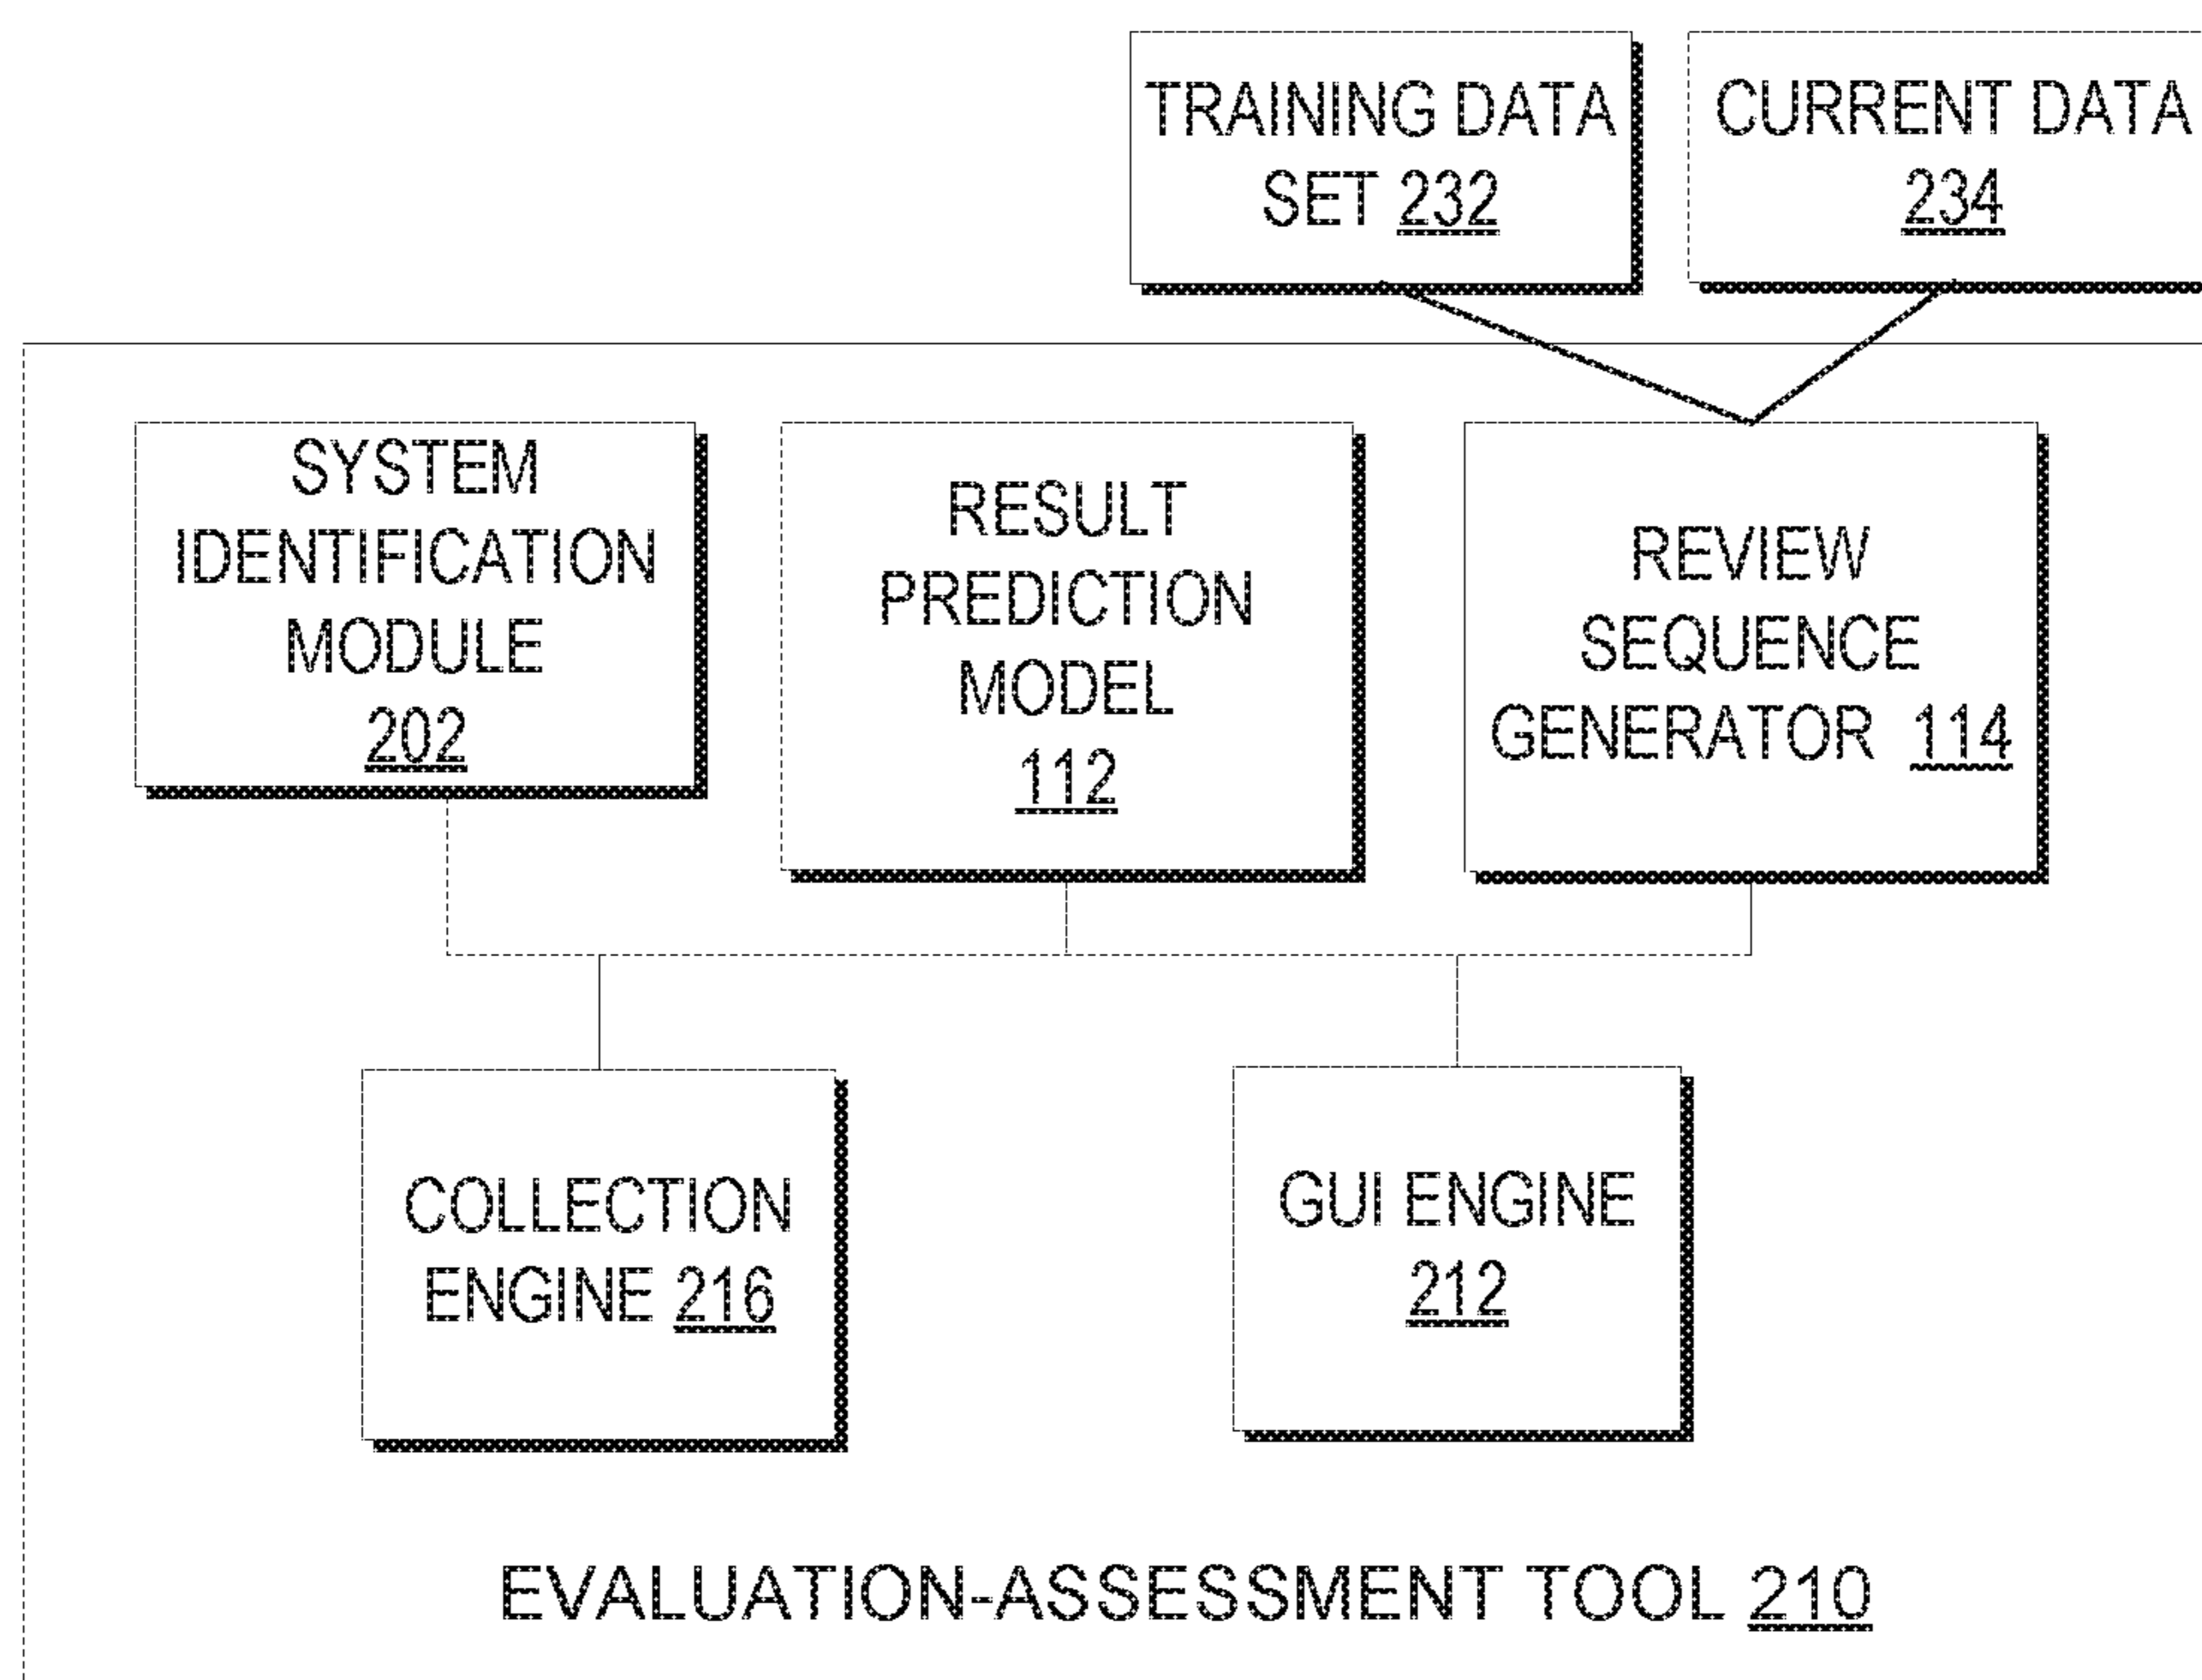 TRAINING DATA
SET 232
CURRENT DATA
234
SYSTEM
IDENTIFICATION
MODULE
202
RESULT
PREDICTION
MODEL
112
REVIEW
SEQUENCE
GENERATOR 114
COLLECTION
ENGINE 216
GUI ENGINE
212
EVALUATION-ASSESSMENT TOOL 210